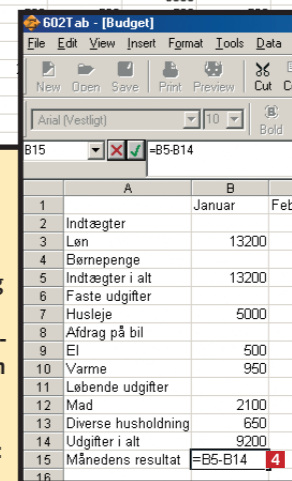 602Tab - [Budget]
File Edit View Insert Format Tools Data
New Open Save Print Preview Cut
Arial (Vestligt) 10 Bold
B15 =B5-B14
A B
1 Januar Feb
2 Indtægter
3 Løn 13200
4 Børnepenge
5 Indtægter i alt 13200
6 Faste udgifter
7 Husleje 5000
8 Afdrag på bil
9 El 500
10 Varme 950
11 Løbende udgifter
12 Mad 2100
13 Diverse husholdning 650
14 Udgifter i alt 9200
15 Månedens resultat =B5-B14 4
16